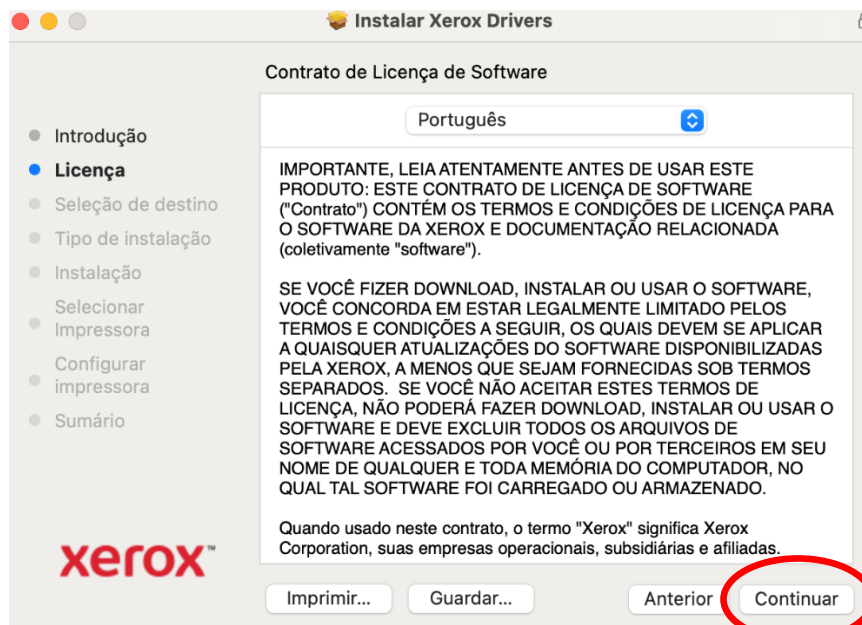 Instalar Xerox Drivers
Contrato de Licença de Software
Introdução
Licença
Seleção de destino
Tipo de instalação
Instalação
Selecionar
Impressora
Configurar
impressora
Sumário
xerox™
Português
IMPORTANTE, LEIA ATENTAMENTE ANTES DE USAR ESTE
PRODUTO: ESTE CONTRATO DE LICENÇA DE SOFTWARE
("Contrato") CONTÉM OS TERMOS E CONDIÇÕES DE LICENÇA PARA
O SOFTWARE DA XEROX E DOCUMENTAÇÃO RELACIONADA
(coletivamente "software").
SE VOCÊ FIZER DOWNLOAD, INSTALAR OU USAR O SOFTWARE,
VOCÊ CONCORDA EM ESTAR LEGALMENTE LIMITADO PELOS
TERMOS E CONDIÇÕES A SEGUIR, OS QUAIS DEVEM SE APLICAR
A QUAISQUER ATUALIZAÇÕES DO SOFTWARE DISPONIBILIZADAS
PELA XEROX, A MENOS QUE SEJAM FORNECIDAS SOB TERMOS
SEPARADOS.  SE VOCÊ NÃO ACEITAR ESTES TERMOS DE
LICENÇA, NÃO PODERÁ FAZER DOWNLOAD, INSTALAR OU USAR O
SOFTWARE E DEVE EXCLUIR TODOS OS ARQUIVOS DE
SOFTWARE ACESSADOS POR VOCÊ OU POR TERCEIROS EM SEU
NOME DE QUALQUER E TODA MEMÓRIA DO COMPUTADOR, NO
QUAL TAL SOFTWARE FOI CARREGADO OU ARMAZENADO.
Quando usado neste contrato, o termo "Xerox" significa Xerox
Corporation, suas empresas operacionais, subsidiárias e afiliadas.
Imprimir...
Guardar...
Anterior
Continuar